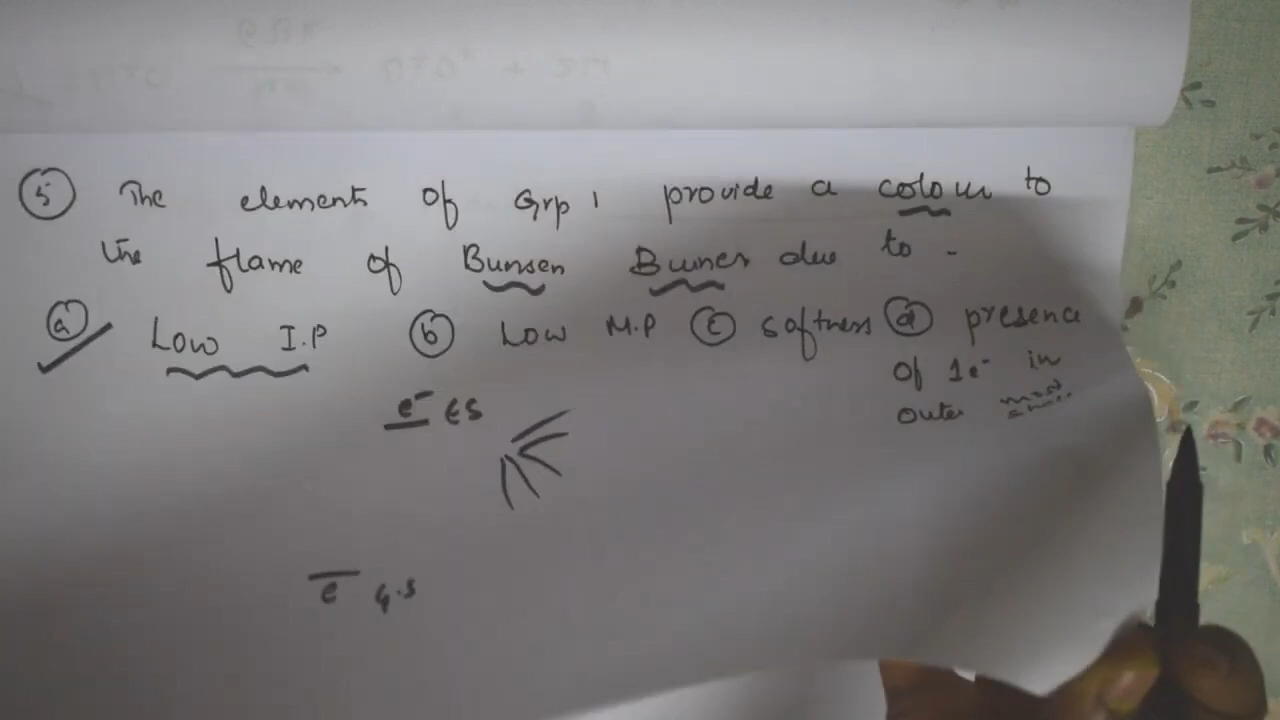 5 The elements of Grp 1 provide a colour to
the flame of Bunsen Burner due to -
a Low I.P b Low M.P c softness d presence
of 1e⁻ in
outer most
e⁻ ES
e G.S